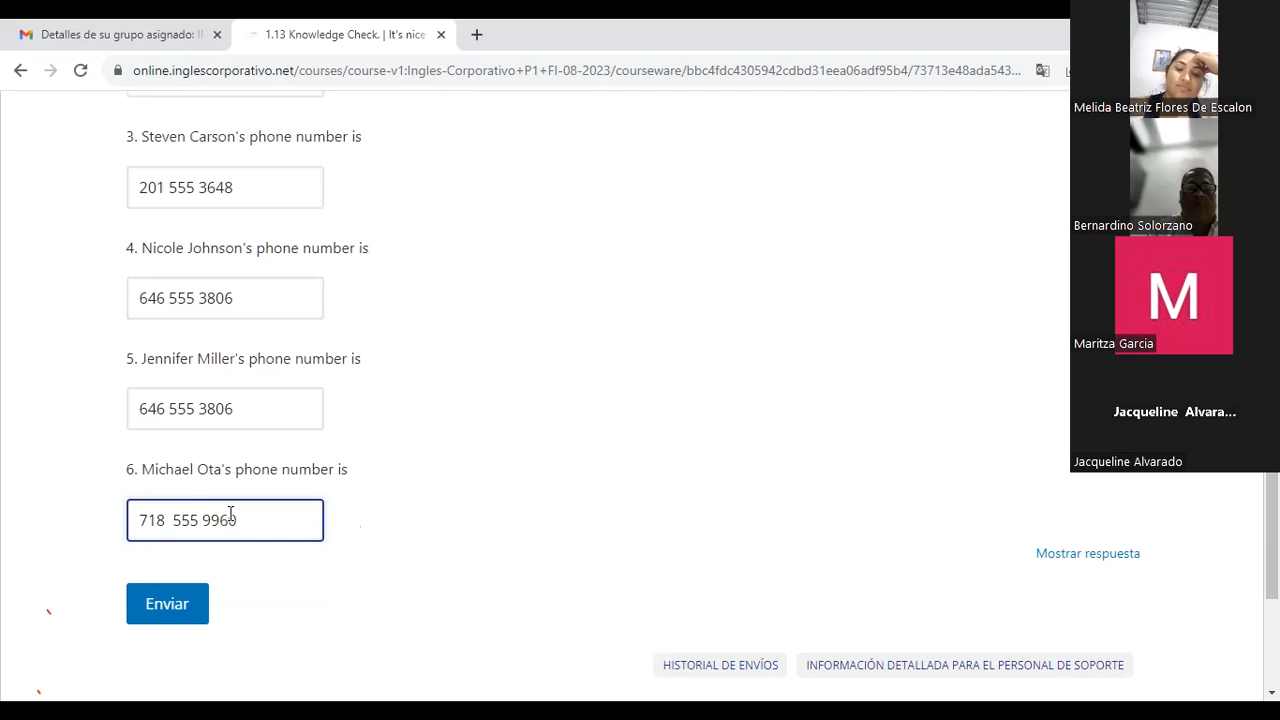 Detalles de su grupo asignado: I
1.13 Knowledge Check. | It's nice
online.inglescorporativo.net/courses/course-v1:Ingles-Corporativo+P1+FI-08-2023/courseware/bbc4fdc4305942cdbd31eea06adf95b4/73713e48ada543...
3. Steven Carson's phone number is
201 555 3648
4. Nicole Johnson's phone number is
646 555 3806
5. Jennifer Miller's phone number is
646 555 3806
6. Michael Ota's phone number is
718  555 9960
Mostrar respuesta
Enviar
HISTORIAL DE ENVÍOS
INFORMACIÓN DETALLADA PARA EL PERSONAL DE SOPORTE
Melida Beatriz Flores De Escalon
Bernardino Solorzano
M
Maritza Garcia
Jacqueline Alvara...
Jacqueline Alvarado